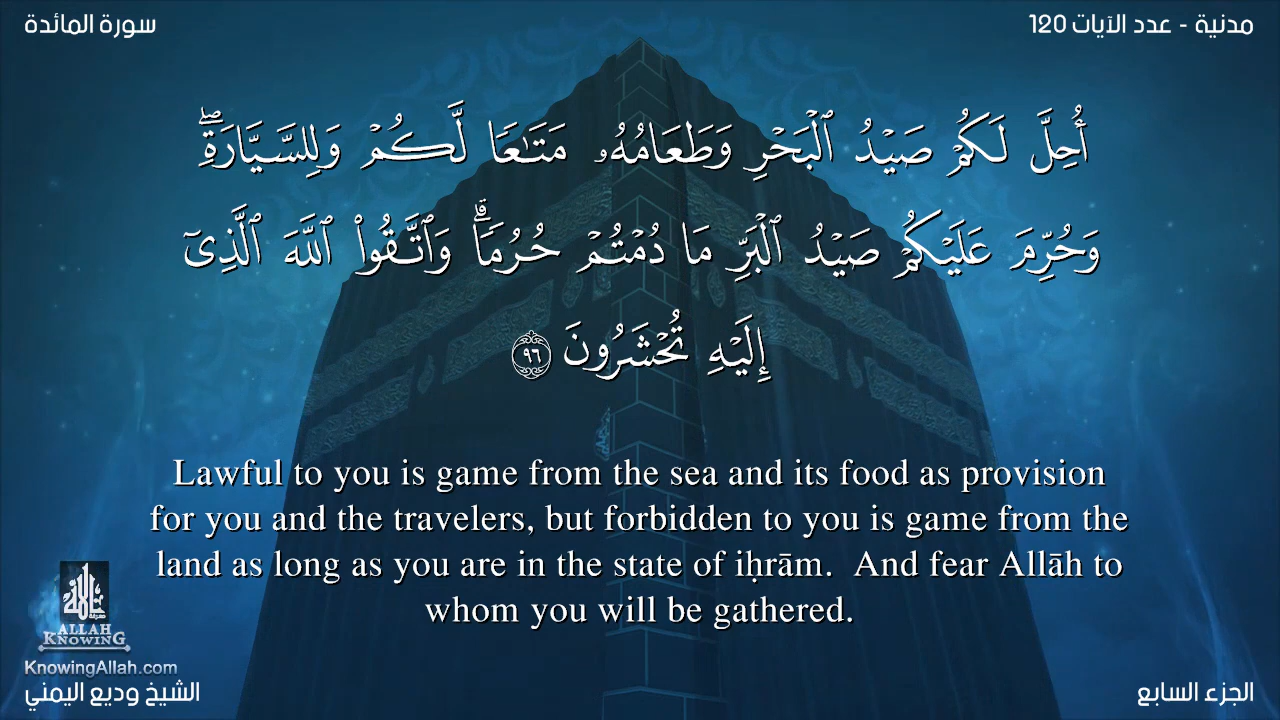 مدنية - عدد الآيات 120
سورة المائدة
أُحِلَّ لَكُمْ صَيْدُ ٱلْبَحْرِ وَطَعَامُهُۥ مَتَـٰعًا لَّكُمْ وَلِلسَّيَّارَةِ ۖ
وَحُرِّمَ عَلَيْكُمْ صَيْدُ ٱلْبَرِّ مَا دُمْتُمْ حُرُمًا ۗ وَٱتَّقُوا۟ ٱللَّهَ ٱلَّذِىٓ
إِلَيْهِ تُحْشَرُونَ ٩٦
Lawful to you is game from the sea and its food as provision
for you and the travelers, but forbidden to you is game from the
land as long as you are in the state of iḥrām. And fear Allāh to
whom you will be gathered.
ALLAH
KNOWING
KnowingAllah.com
الجزء السابع
الشيخ وديع اليمني